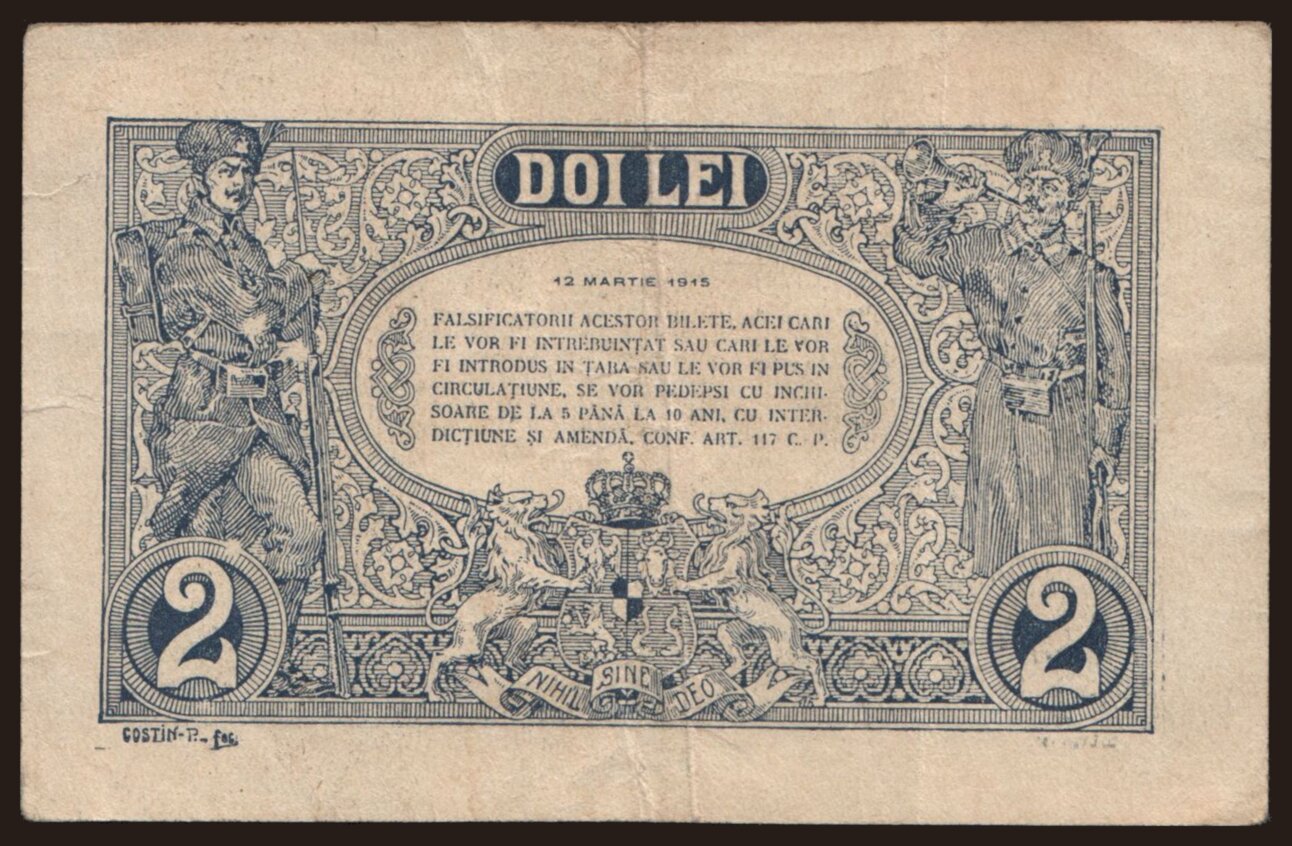 DOI LEI
12 MARTIE 1915
FALSIFICATORII ACESTOR BILETE, ACEI CARI
LE VOR FI INTREBUINȚAT SAU CARI LE VOR
FI INTRODUS IN ȚARA SAU LE VOR FI PUS IN
CIRCULAȚIUNE, SE VOR PEDEPSI CU INCHI-
SOARE DE LA 5 PÂNĂ LA 10 ANI, CU INTER-
DICȚIUNE ȘI AMENDĂ, CONF. ART. 117 C. P.
2 2
NIHIL SINE DEO
COSTIN-P. fec.